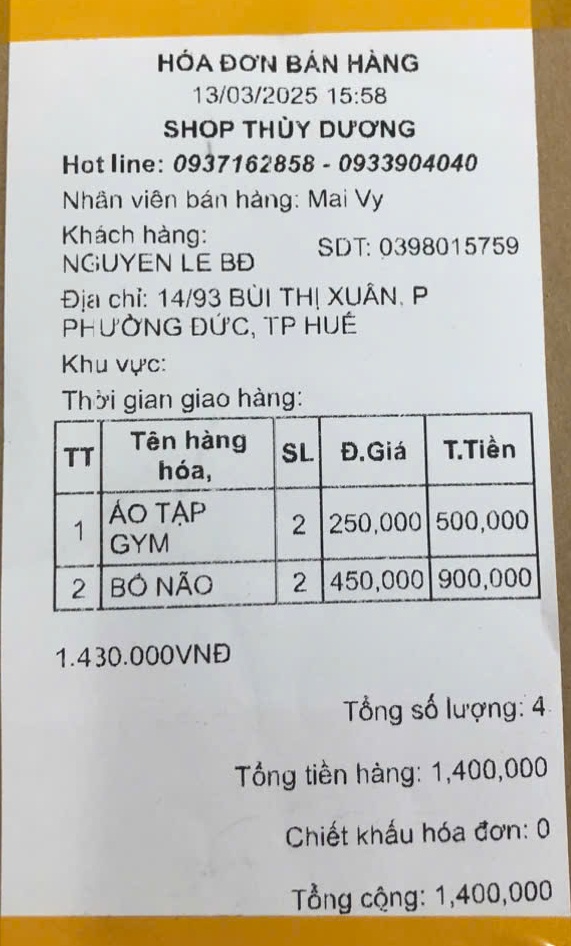 HÓA ĐƠN BÁN HÀNG
13/03/2025 15:58
SHOP THÙY DƯƠNG
Hot line: 0937162858 - 0933904040
Nhân viên bán hàng: Mai Vy
Khách hàng:
NGUYEN LE BĐ
SDT: 0398015759
Địa chỉ: 14/93 BÙI THỊ XUÂN, P
PHƯỜNG ĐỨC, TP HUẾ
Khu vực:
Thời gian giao hàng:
TT Tên hàng hóa, SL Đ.Giá T.Tiền
1 ÁO TẬP GYM 2 250,000 500,000
2 BỔ NÃO 2 450,000 900,000
1.430.000VNĐ
Tổng số lượng: 4
Tổng tiền hàng: 1,400,000
Chiết khấu hóa đơn: 0
Tổng cộng: 1,400,000